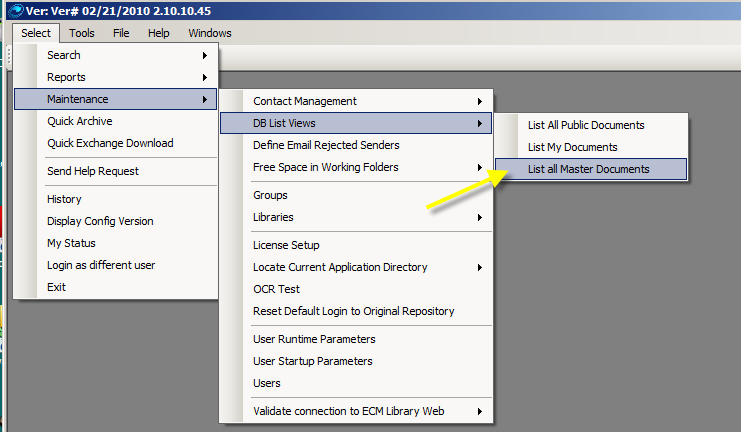 Ver: Ver# 02/21/2010 2.10.10.45
Select Tools File Help Windows
Search
Reports
Maintenance
Quick Archive
Quick Exchange Download
Send Help Request
History
Display Config Version
My Status
Login as different user
Exit
Contact Management
DB List Views
Define Email Rejected Senders
Free Space in Working Folders
Groups
Libraries
License Setup
Locate Current Application Directory
OCR Test
Reset Default Login to Original Repository
User Runtime Parameters
User Startup Parameters
Users
Validate connection to ECM Library Web
List All Public Documents
List My Documents
List all Master Documents